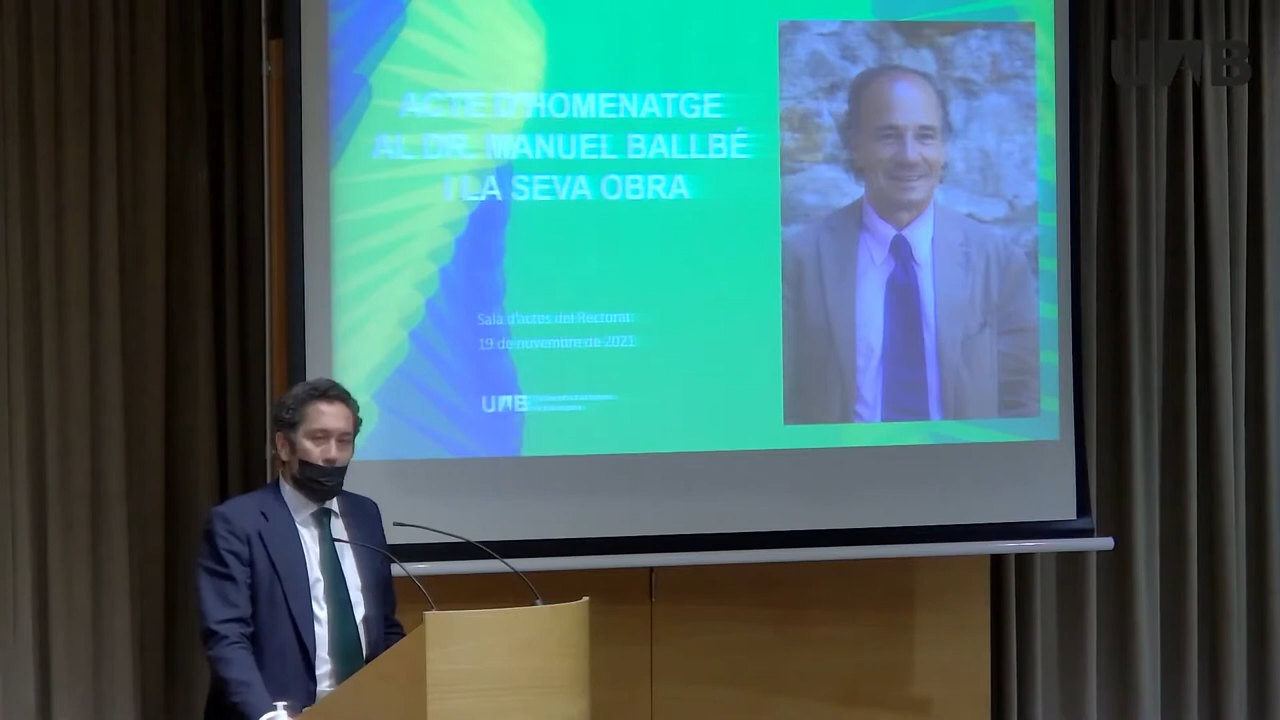 ACTE D'HOMENATGE
AL DR. MANUEL BALLBÉ
I LA SEVA OBRA
Sala d'actes del Rectorat
19 de novembre de 2021
UAB
UAB